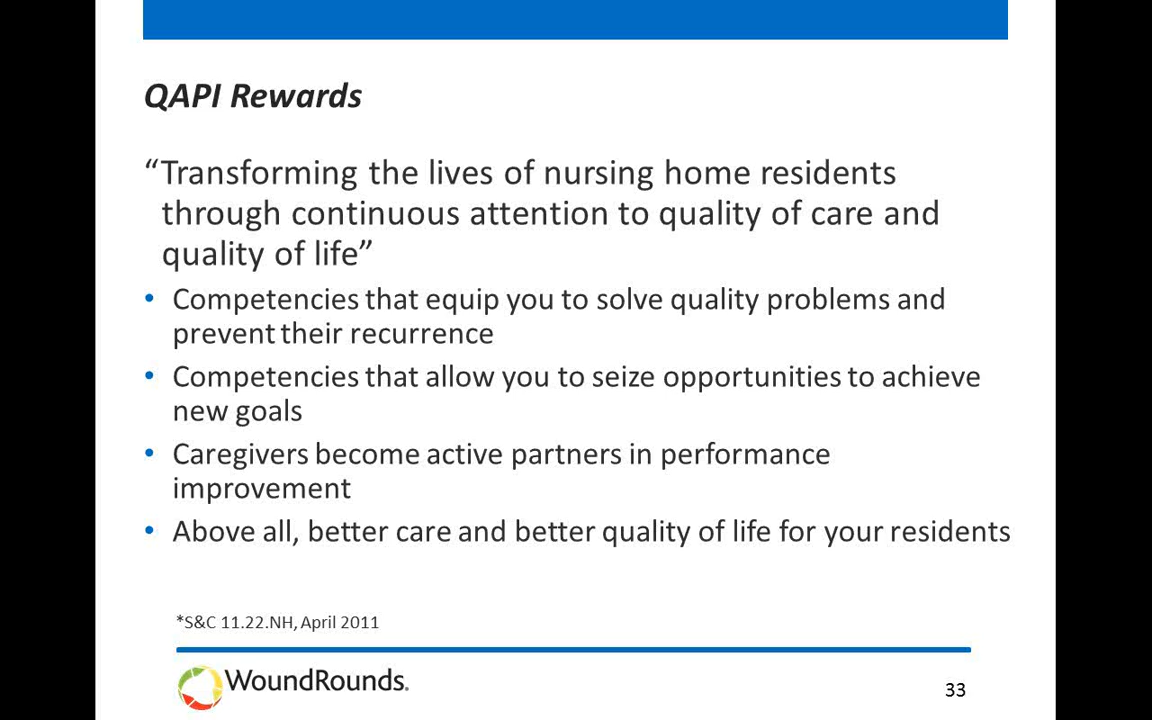 QAPI Rewards
“Transforming the lives of nursing home residents
through continuous attention to quality of care and
quality of life”
• Competencies that equip you to solve quality problems and
prevent their recurrence
• Competencies that allow you to seize opportunities to achieve
new goals
• Caregivers become active partners in performance
improvement
• Above all, better care and better quality of life for your residents
*S&C 11.22.NH, April 2011
WoundRounds.
33